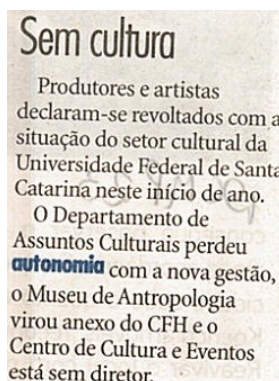 Sem cultura
Produtores e artistas
declaram-se revoltados com a
situação do setor cultural da
Universidade Federal de Santa
Catarina neste início de ano.
O Departamento de
Assuntos Culturais perdeu
autonomia com a nova gestão,
o Museu de Antropologia
virou anexo do CFH e o
Centro de Cultura e Eventos
está sem diretor.